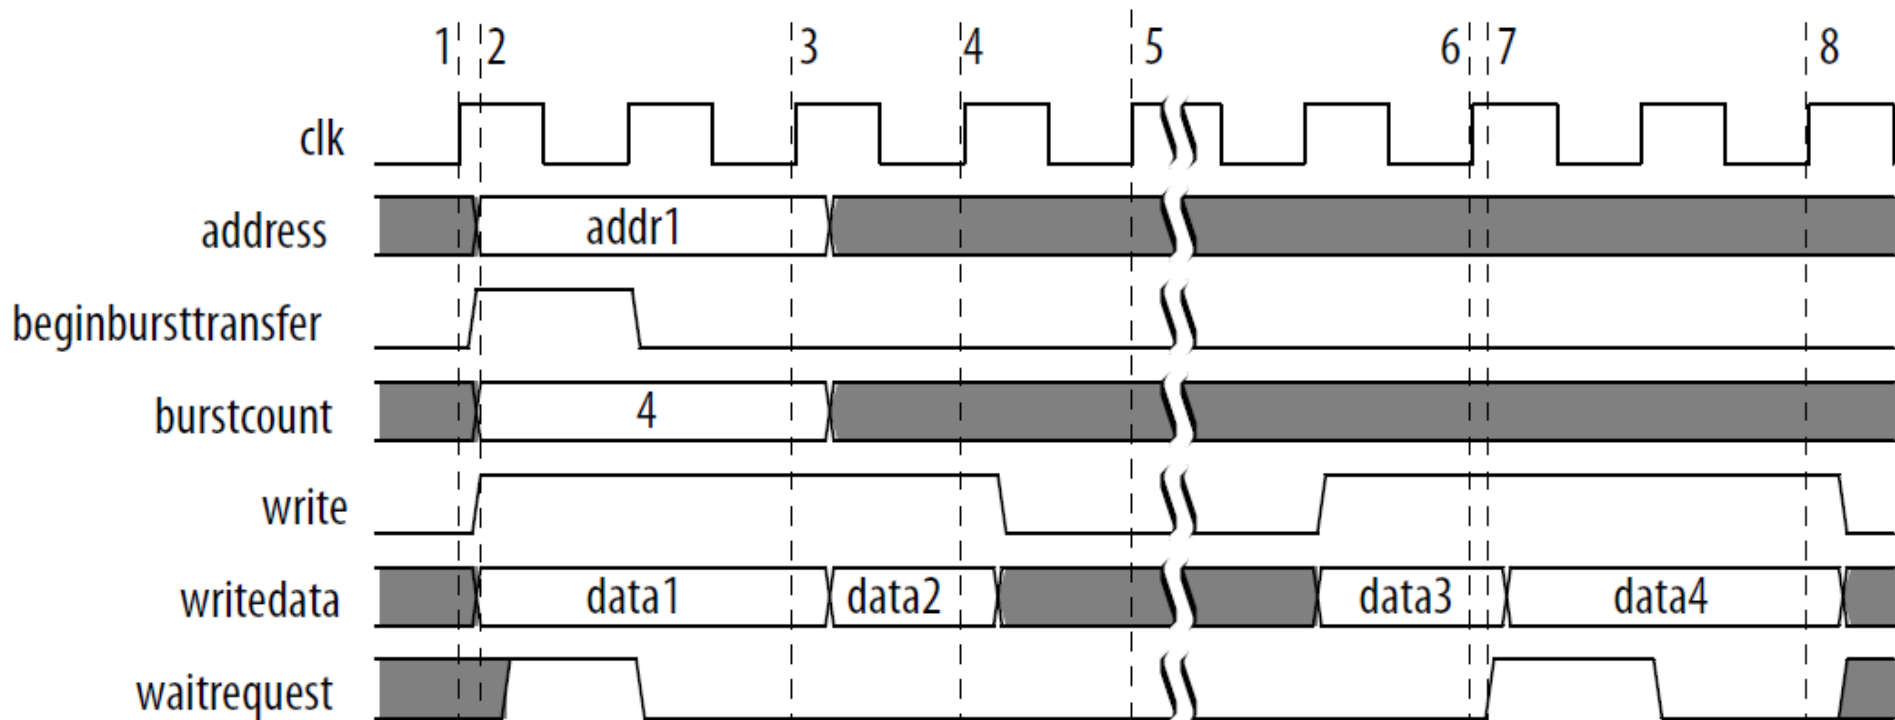 1 2 3 4 5 6 7 8
clk
address addr1
beginbursttransfer
burstcount 4
write
writedata data1 data2 data3 data4
waitrequest